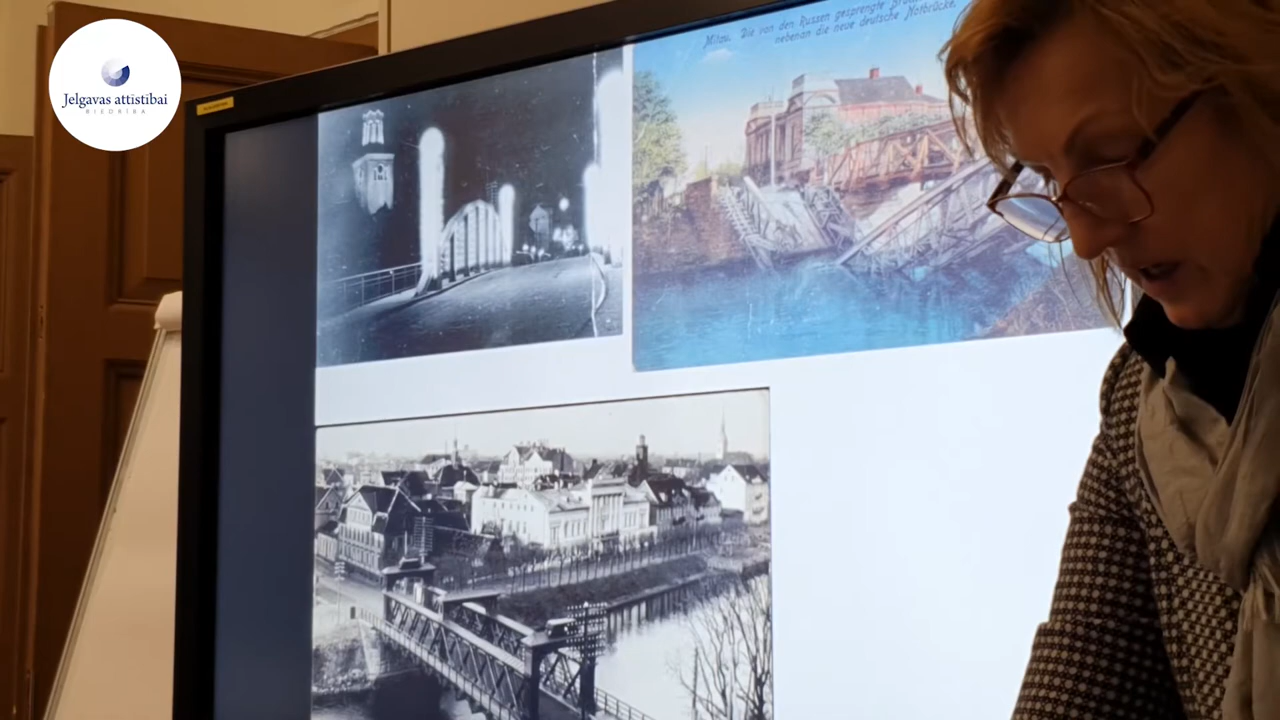 Jelgavas attīstībai
BIEDRĪBA
Mitau. Die von den Russen gesprengte
nebenan die neue deutsche Notbrücke.